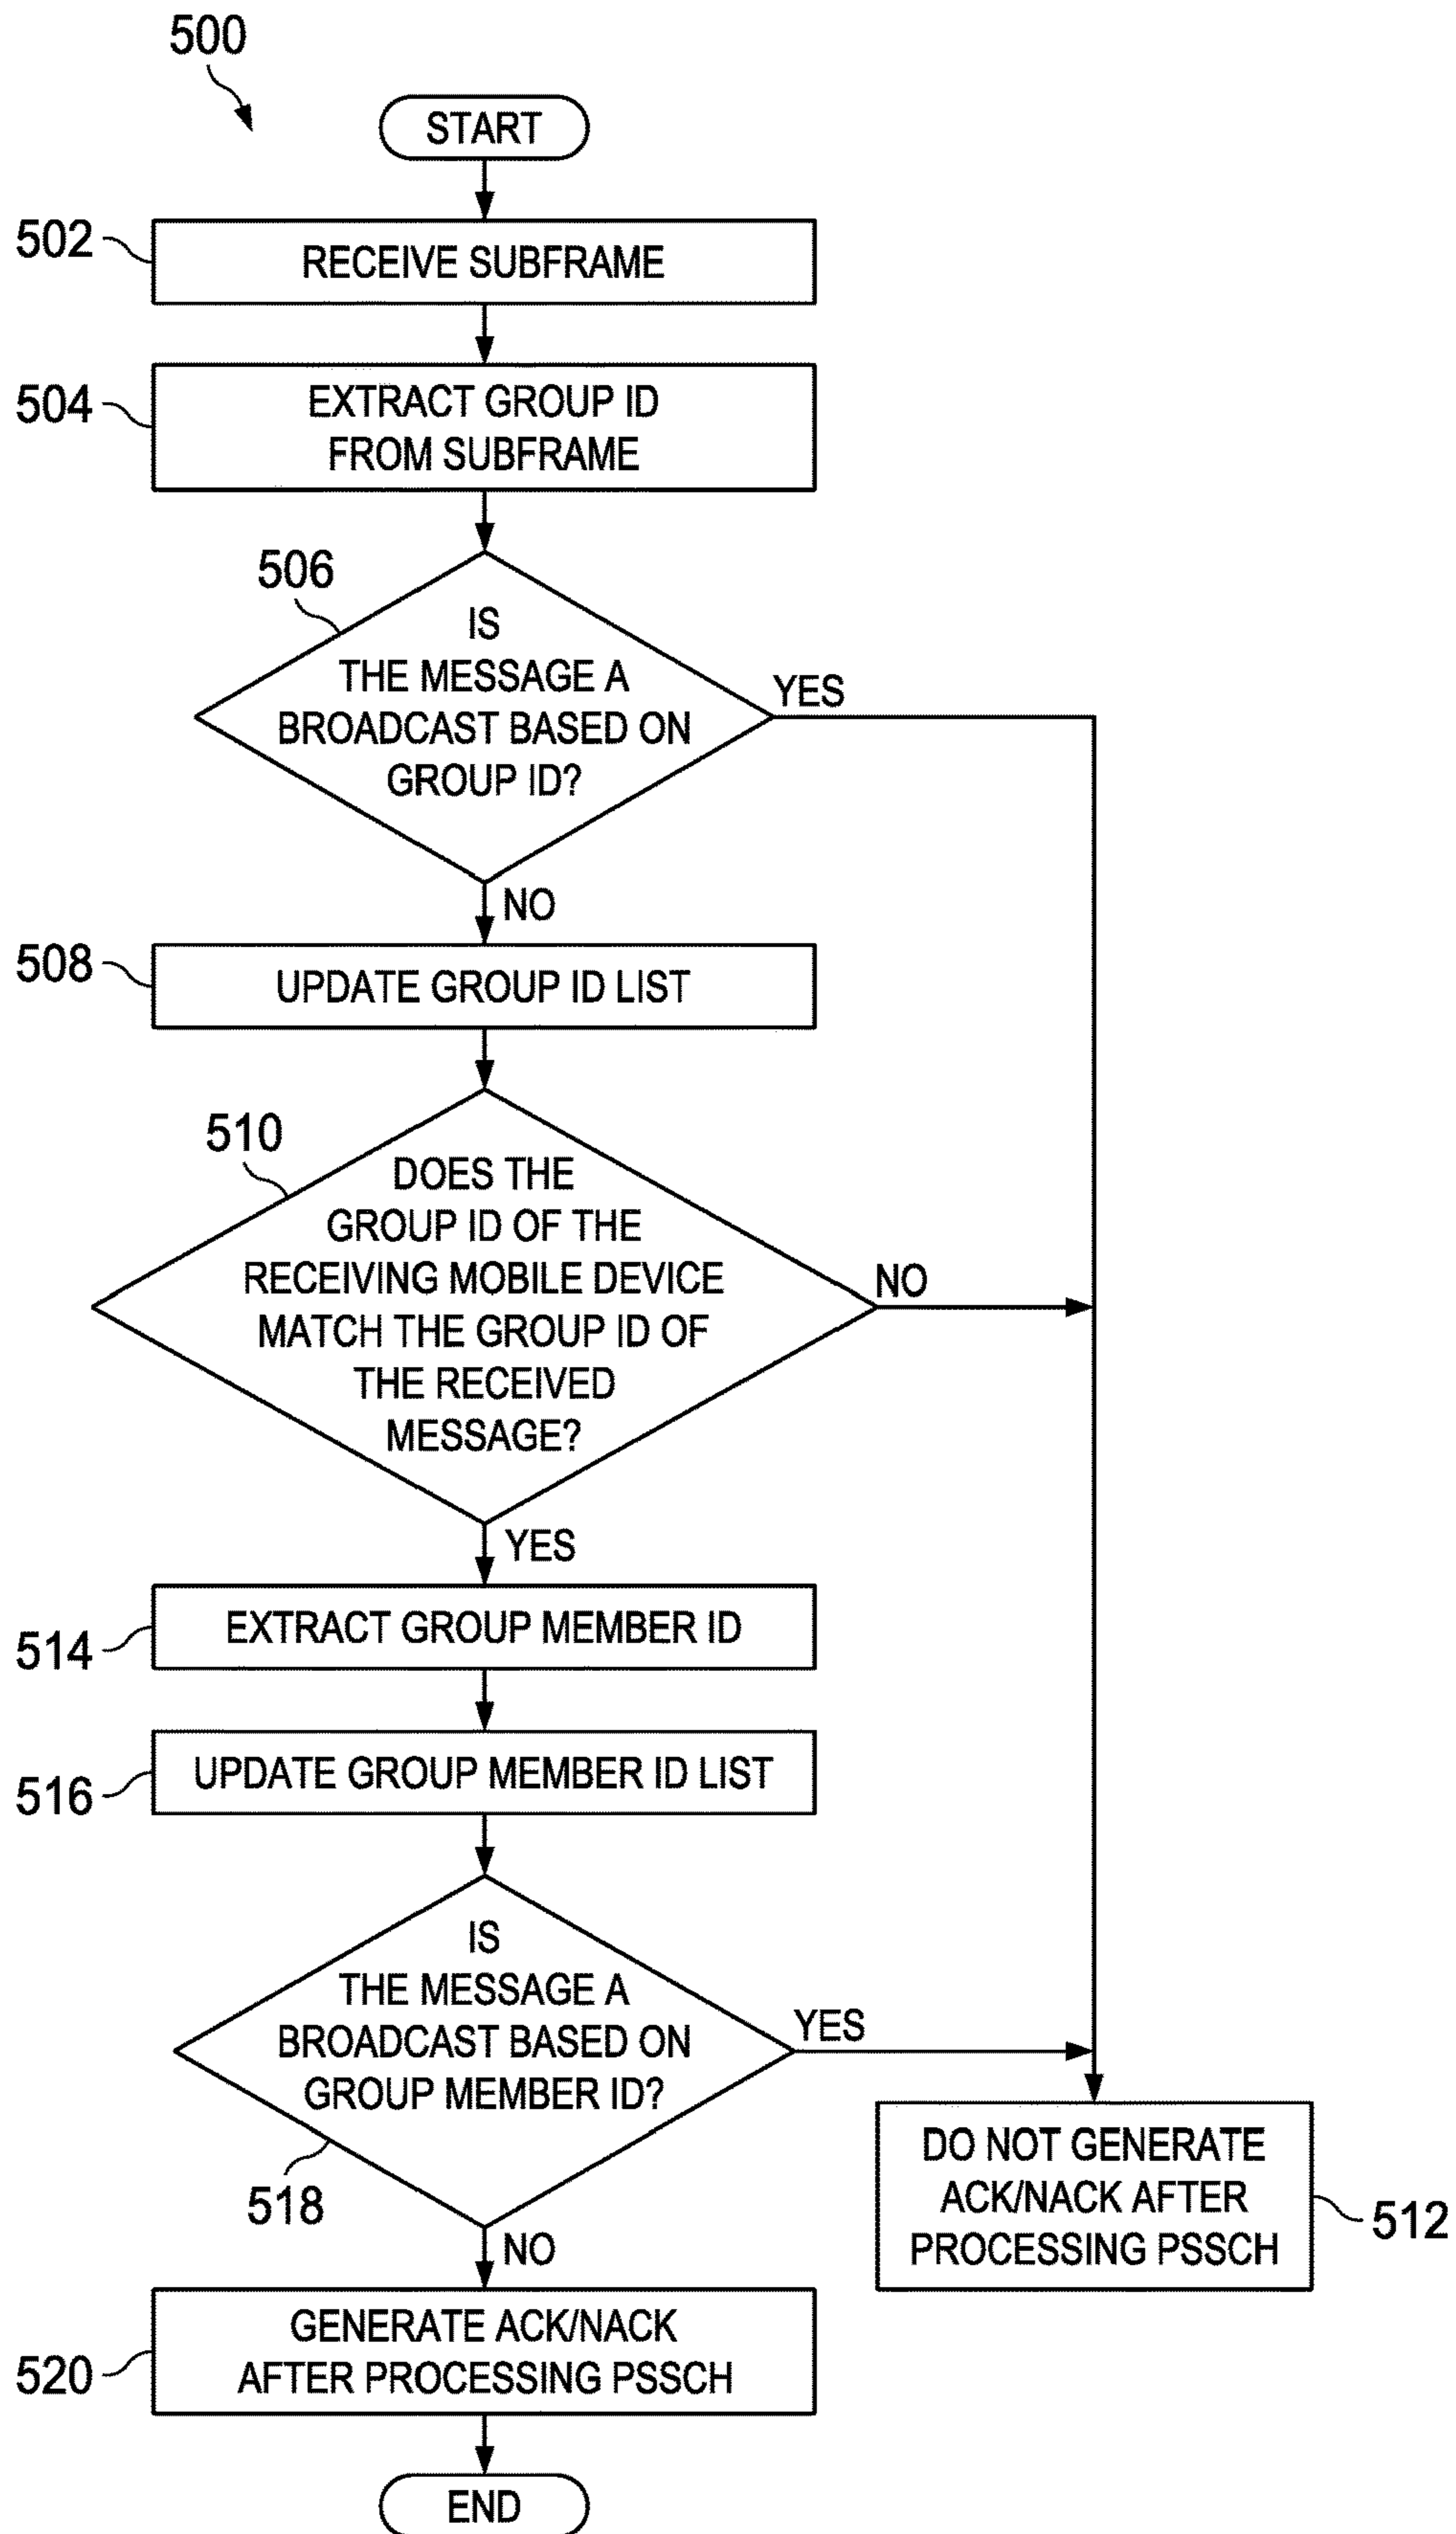 500
START
502
RECEIVE SUBFRAME
504
EXTRACT GROUP ID
FROM SUBFRAME
506
IS
THE MESSAGE A
BROADCAST BASED ON
GROUP ID?
YES
NO
508
UPDATE GROUP ID LIST
510
DOES THE
GROUP ID OF THE
RECEIVING MOBILE DEVICE
MATCH THE GROUP ID OF
THE RECEIVED
MESSAGE?
NO
YES
514
EXTRACT GROUP MEMBER ID
516
UPDATE GROUP MEMBER ID LIST
IS
THE MESSAGE A
BROADCAST BASED ON
GROUP MEMBER ID?
YES
518
NO
DO NOT GENERATE
ACK/NACK AFTER
PROCESSING PSSCH
512
520
GENERATE ACK/NACK
AFTER PROCESSING PSSCH
END